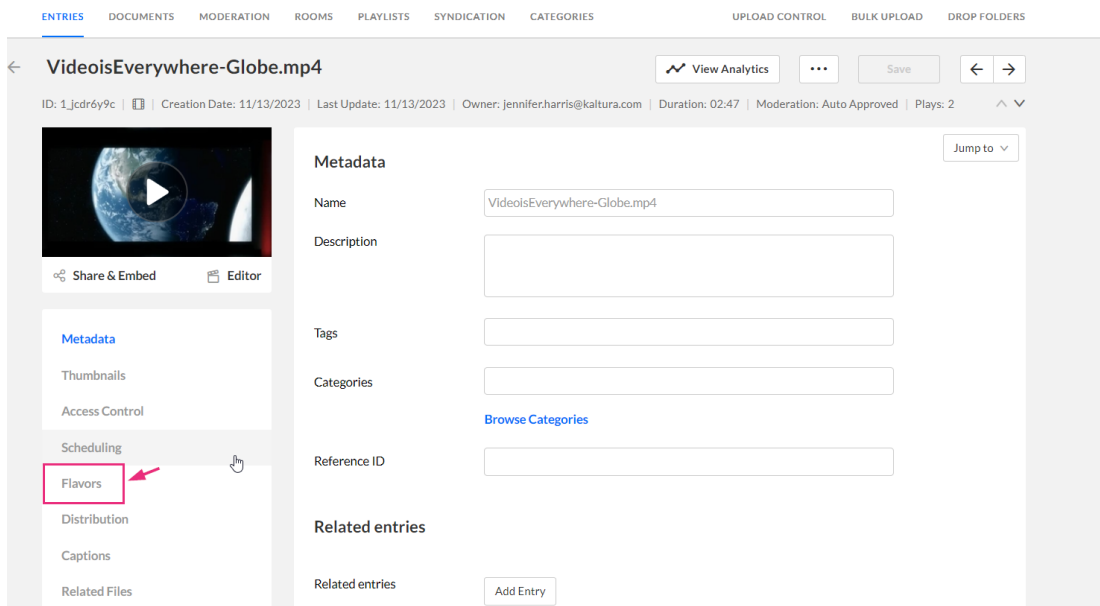 ENTRIES DOCUMENTS MODERATION ROOMS PLAYLISTS SYNDICATION CATEGORIES UPLOAD CONTROL BULK UPLOAD DROP FOLDERS
VideoisEverywhere-Globe.mp4 View Analytics ••• Save
ID: 1_jcdr6y9c | Creation Date: 11/13/2023 | Last Update: 11/13/2023 | Owner: jennifer.harris@kaltura.com | Duration: 02:47 | Moderation: Auto Approved | Plays: 2
Share & Embed Editor
Metadata
Thumbnails
Access Control
Scheduling
Flavors
Distribution
Captions
Related Files
Jump to
Metadata
Name VideoisEverywhere-Globe.mp4
Description
Tags
Categories
Browse Categories
Reference ID
Related entries
Related entries Add Entry